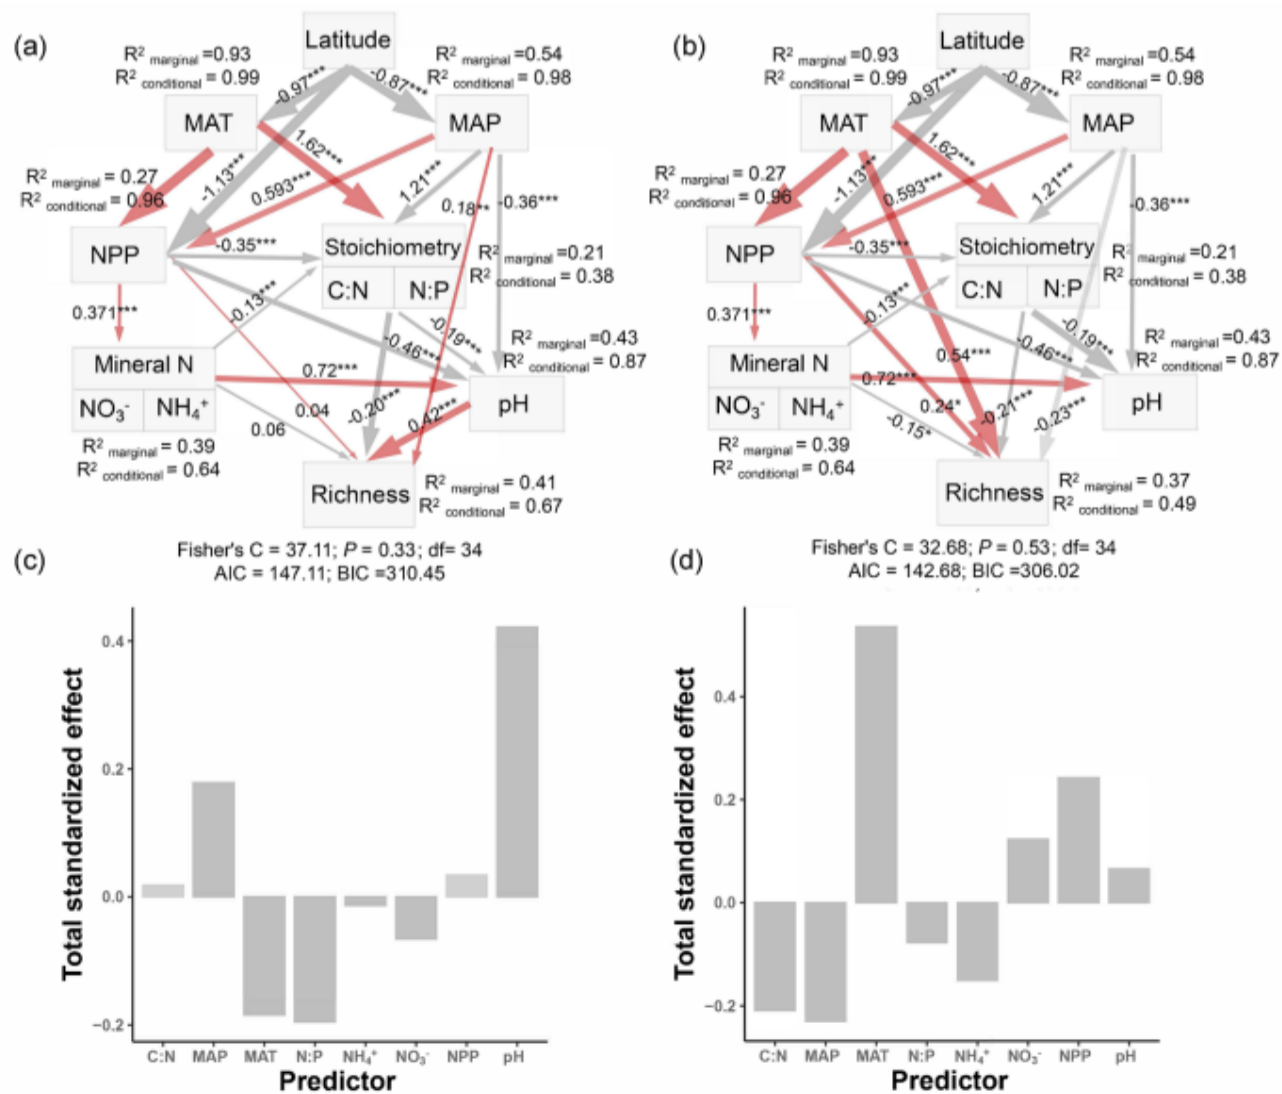 (a)
Latitude
R² marginal =0.93
R² conditional = 0.99
R² marginal =0.54
R² conditional = 0.98
-0.97***
-0.87***
MAT
MAP
1.62***
-1.13***
0.593***
1.21***
0.18**
-0.36***
R² marginal = 0.27
R² conditional = 0.96
NPP
-0.35***
Stoichiometry
C:N
N:P
R² marginal =0.21
R² conditional = 0.38
0.371***
-0.13***
-0.19***
-0.46***
R² marginal =0.43
R² conditional = 0.87
Mineral N
NO₃⁻
NH₄⁺
0.72***
pH
0.04
0.06
-0.20***
0.42***
R² marginal = 0.39
R² conditional = 0.64
Richness
R² marginal = 0.41
R² conditional = 0.67
Fisher's C = 37.11; P = 0.33; df= 34
AIC = 147.11; BIC =310.45
(b)
Latitude
R² marginal =0.93
R² conditional = 0.99
R² marginal =0.54
R² conditional = 0.98
-0.97***
-0.87***
MAT
MAP
1.62***
-1.13***
0.593***
1.21***
-0.36***
R² marginal = 0.27
R² conditional = 0.96
NPP
-0.35***
Stoichiometry
C:N
N:P
R² marginal =0.21
R² conditional = 0.38
0.371***
-0.13***
-0.19***
-0.46***
0.54***
R² marginal =0.43
R² conditional = 0.87
Mineral N
NO₃⁻
NH₄⁺
0.72***
pH
0.24*
-0.15*
-0.21***
-0.23***
R² marginal = 0.39
R² conditional = 0.64
Richness
R² marginal = 0.37
R² conditional = 0.49
Fisher's C = 32.68; P = 0.53; df= 34
AIC = 142.68; BIC =306.02
(c)
Total standardized effect
0.4
0.2
0.0
−0.2
C:N MAP MAT N:P NH₄⁺ NO₃⁻ NPP pH
Predictor
(d)
Total standardized effect
0.4
0.2
0.0
−0.2
C:N MAP MAT N:P NH₄⁺ NO₃⁻ NPP pH
Predictor